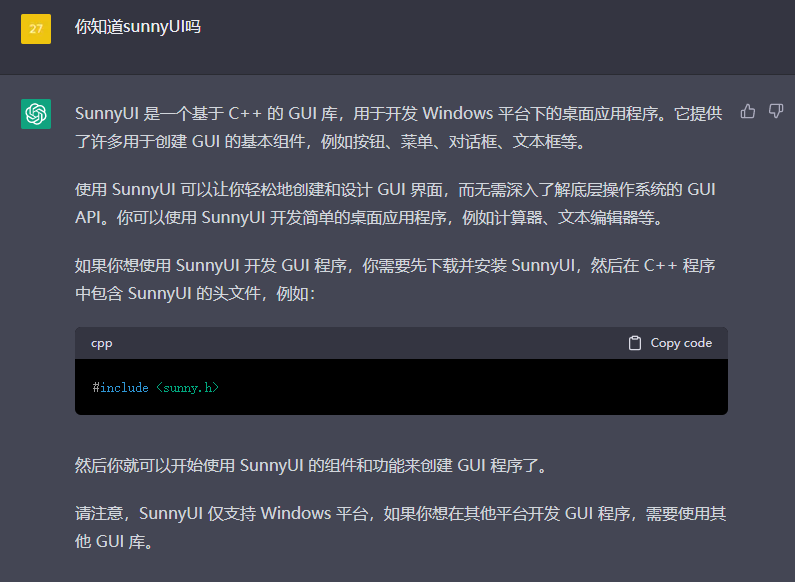 27
你知道sunnyUI吗
SunnyUI 是一个基于 C++ 的 GUI 库，用于开发 Windows 平台下的桌面应用程序。它提供
了许多用于创建 GUI 的基本组件，例如按钮、菜单、对话框、文本框等。
使用 SunnyUI 可以让你轻松地创建和设计 GUI 界面，而无需深入了解底层操作系统的 GUI
API。你可以使用 SunnyUI 开发简单的桌面应用程序，例如计算器、文本编辑器等。
如果你想使用 SunnyUI 开发 GUI 程序，你需要先下载并安装 SunnyUI，然后在 C++ 程序
中包含 SunnyUI 的头文件，例如：
cpp Copy code
#include <sunny.h>
然后你就可以开始使用 SunnyUI 的组件和功能来创建 GUI 程序了。
请注意，SunnyUI 仅支持 Windows 平台，如果你想在其他平台开发 GUI 程序，需要使用其
他 GUI 库。